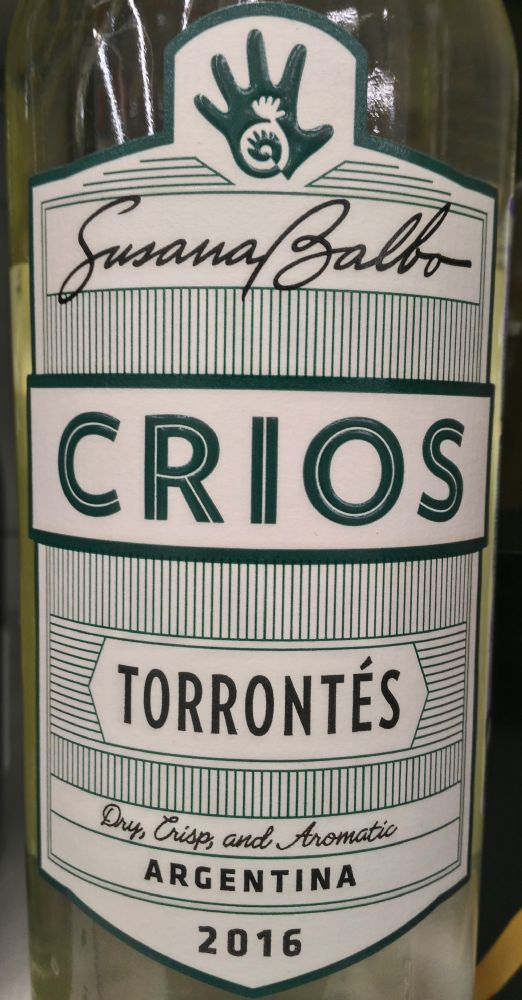 Susana Balbo
CRIOS
TORRONTÉS
Dry, Crisp, and Aromatic
ARGENTINA
2016